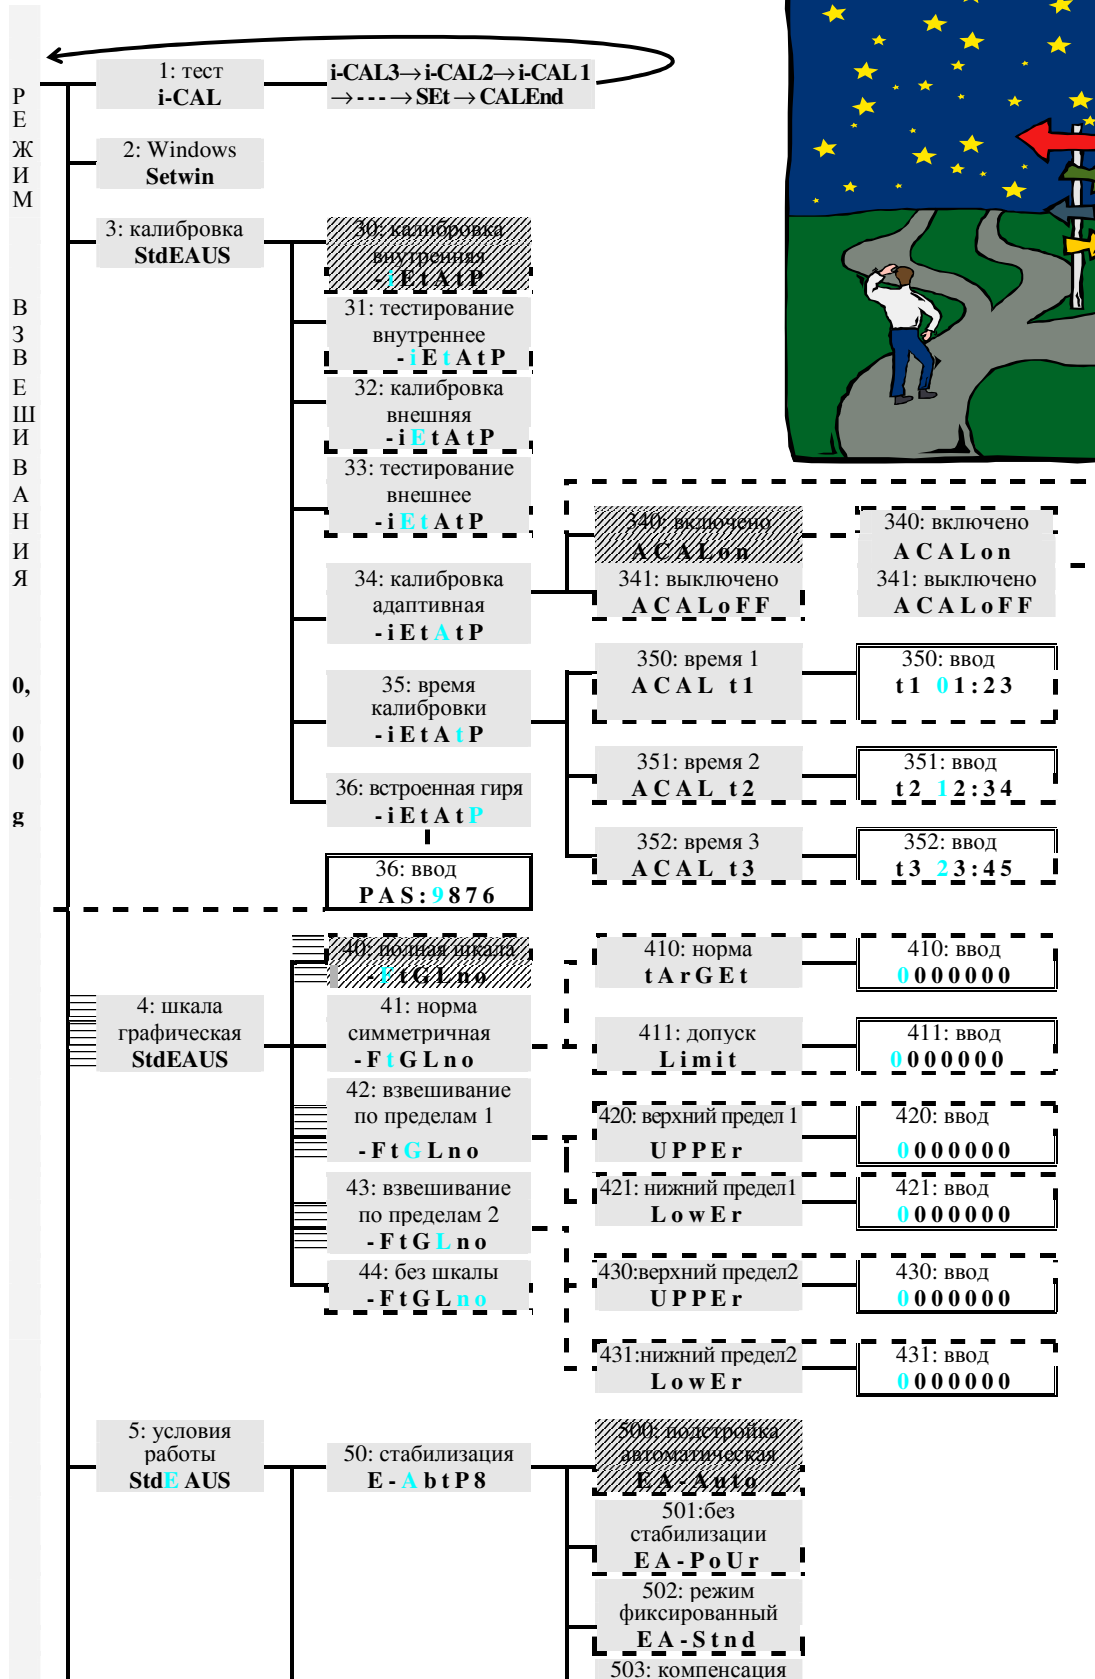 РЕЖИМ ВЗВЕШИВАНИЯ 0,00 g
1: тест
i-CAL
i-CAL3→i-CAL2→i-CAL1
→---→SEt→CALEnd
2: Windows
Setwin
3: калибровка
StdEAUS
30: калибровка
внутренняя
-iEtAtP
31: тестирование
внутреннее
-iEtAtP
32: калибровка
внешняя
-iEtAtP
33: тестирование
внешнее
-iEtAtP
34: калибровка
адаптивная
-iEtAtP
340: включено
ACALon
341: выключено
ACALoFF
340: включено
ACALon
341: выключено
ACALoFF
35: время
калибровки
-iEtAtP
350: время 1
ACAL t1
350: ввод
t1 01:23
351: время 2
ACAL t2
351: ввод
t2 12:34
352: время 3
ACAL t3
352: ввод
t3 23:45
36: встроенная гиря
-iEtAtP
36: ввод
PAS:9876
4: шкала
графическая
StdEAUS
40: полная шкала
-FtGLno
41: норма
симметричная
-FtGLno
410: норма
tArGEt
410: ввод
0000000
411: допуск
Limit
411: ввод
0000000
42: взвешивание
по пределам 1
-FtGLno
420: верхний предел 1
UPPEr
420: ввод
0000000
421: нижний предел1
LowEr
421: ввод
0000000
43: взвешивание
по пределам 2
-FtGLno
430:верхний предел2
UPPEr
430: ввод
0000000
431:нижний предел2
LowEr
431: ввод
0000000
44: без шкалы
-FtGLno
5: условия
работы
StdEAUS
50: стабилизация
E-AbtP8
500: подстройка
автоматическая
EA-Auto
501:без
стабилизации
EA-PoUr
502: режим
фиксированный
EA-Stnd
503: компенсация